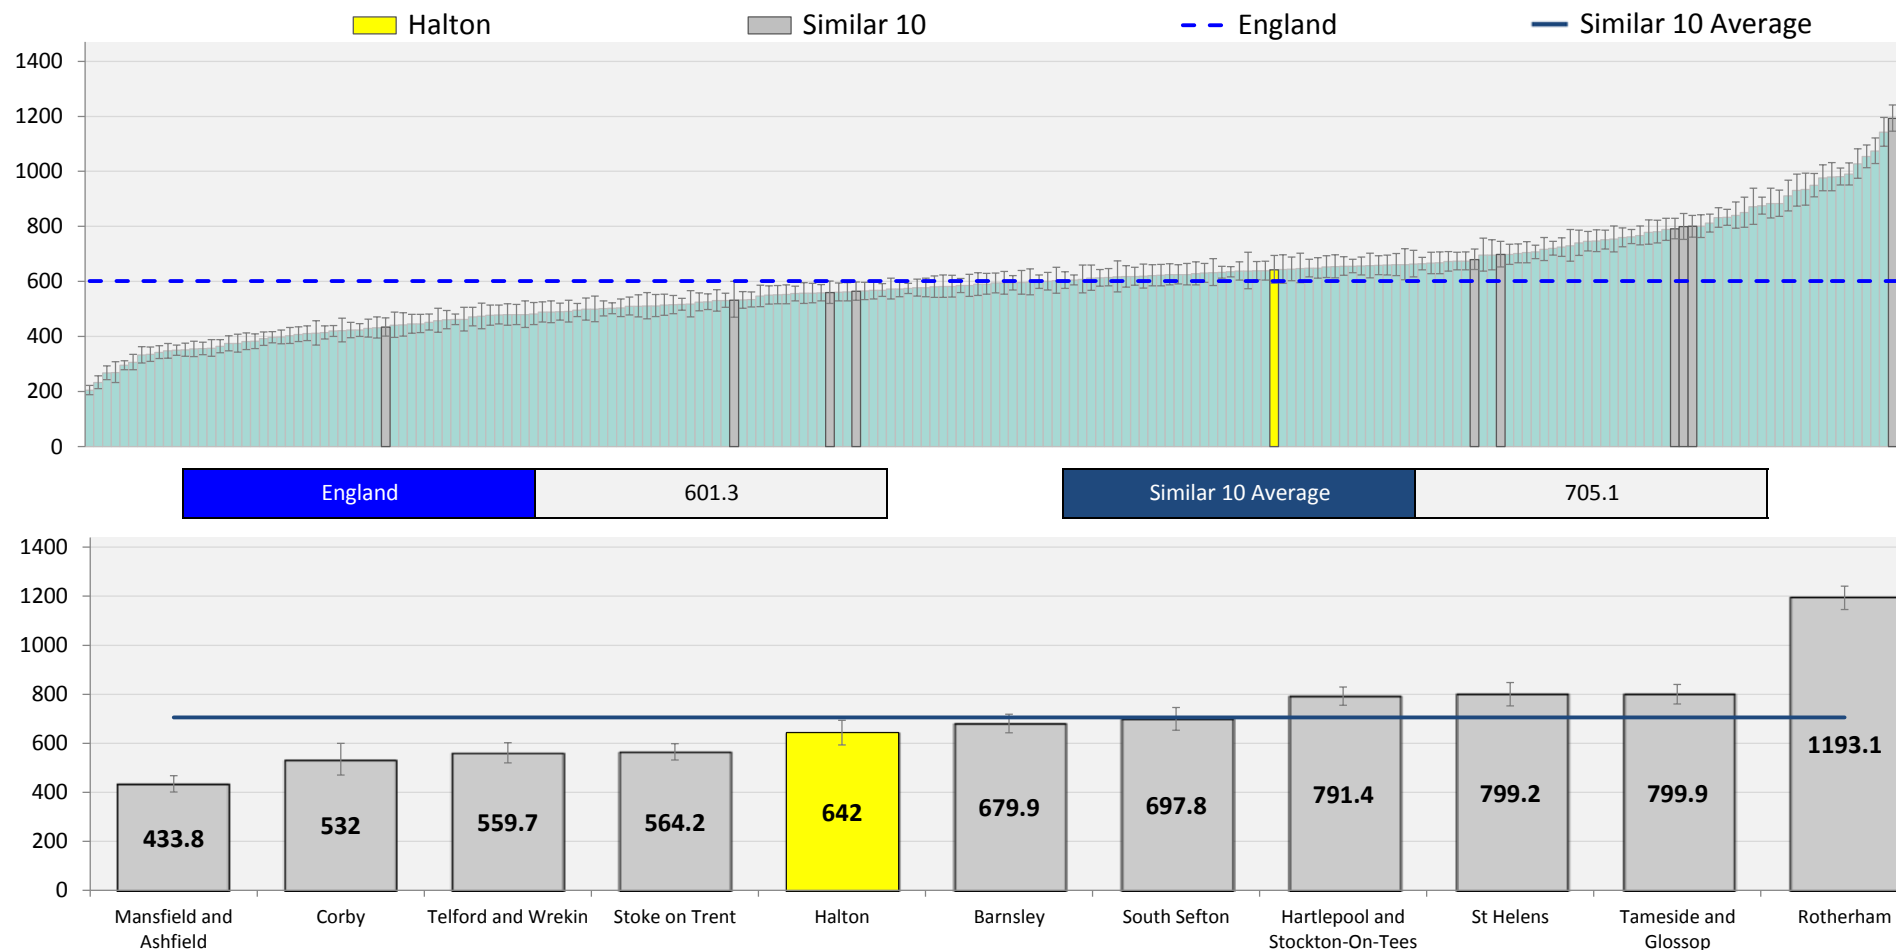 Halton
Similar 10
England
Similar 10 Average
1400
1200
1000
800
600
400
200
0
England 601.3
Similar 10 Average 705.1
1400
1200
1000
800
600
400
200
0
433.8
532
559.7
564.2
642
679.9
697.8
791.4
799.2
799.9
1193.1
Mansfield and
Ashfield
Corby
Telford and Wrekin
Stoke on Trent
Halton
Barnsley
South Sefton
Hartlepool and
Stockton-On-Tees
St Helens
Tameside and
Glossop
Rotherham